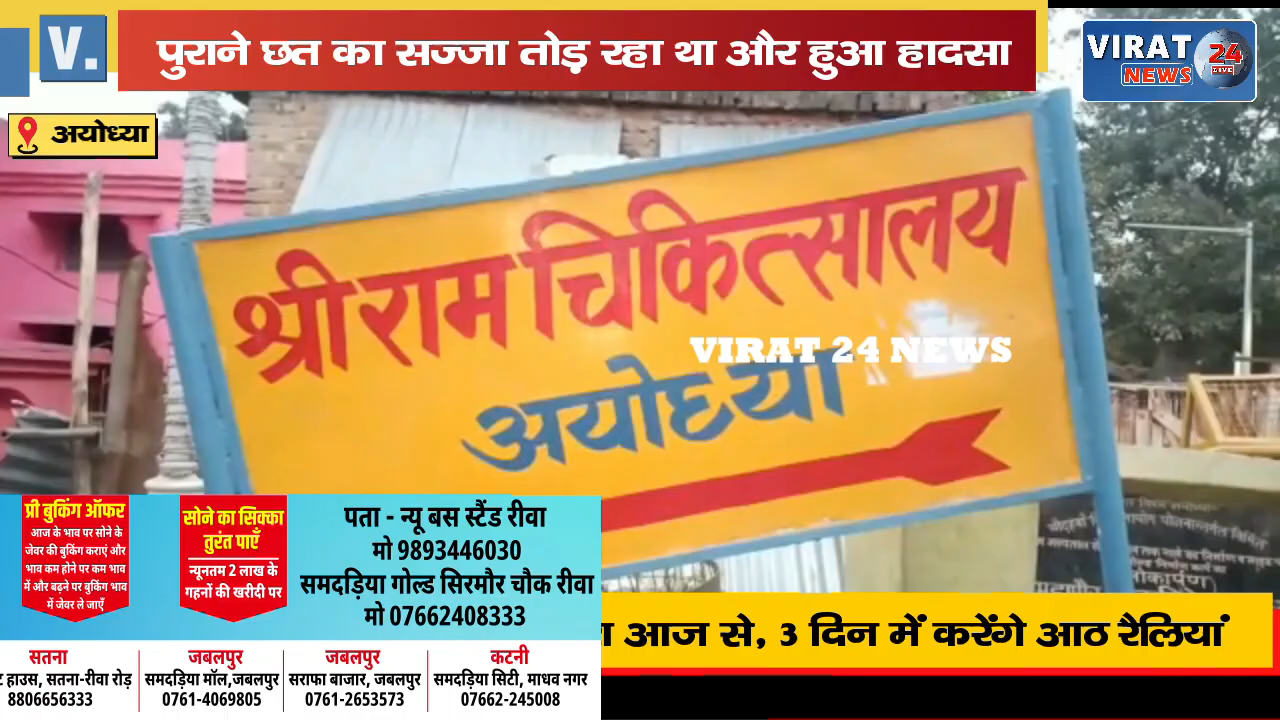 V.
पुराने छत का सज्जा तोड़ रहा था और हुआ हादसा
VIRAT 24
NEWS LIVE
अयोध्या
श्रीराम चिकित्सालय
VIRAT 24 NEWS
अयोध्या
प्री बुकिंग ऑफर
आज के भाव पर सोने के
जेवर की बुकिंग कराएं और
भाव कम होने पर कम भाव
में और बढ़ने पर बुकिंग भाव
में जेवर ले जाएँ
सोने का सिक्का
तुरंत पाएँ
न्यूनतम 2 लाख के
गहनों की खरीदी पर
पता - न्यू बस स्टैंड रीवा
मो 9893446030
समदड़िया गोल्ड सिरमौर चौक रीवा
मो 07662408333
आज से, 3 दिन में करेंगे आठ रैलियां
सतना
हाउस, सतना-रीवा रोड़
8806656333
जबलपुर
समदड़िया मॉल,जबलपुर
0761-4069805
जबलपुर
सराफा बाजार, जबलपुर
0761-2653573
कटनी
समदड़िया सिटी, माधव नगर
07662-245008